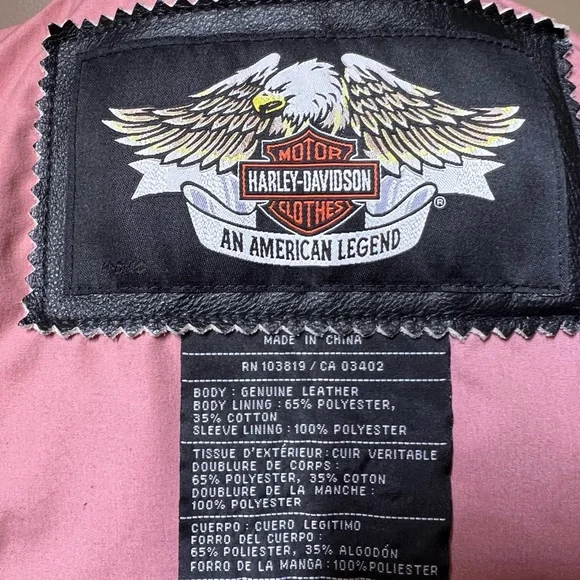 MOTOR
HARLEY-DAVIDSON
CLOTHES
®
AN AMERICAN LEGEND
MADE IN CHINA
RN 103819 / CA 03402
BODY : GENUINE LEATHER
BODY LINING : 65% POLYESTER,
35% COTTON
SLEEVE LINING : 100% POLYESTER
TISSUE D'EXTÉRIEUR : CUIR VERITABLE
DOUBLURE DE CORPS :
65% POLYESTER, 35% COTON
DOUBLURE DE LA MANCHE :
100% POLYESTER
CUERPO : CUERO LEGITIMO
FORRO DEL CUERPO :
65% POLIÉSTER, 35% ALGODÓN
FORRO DE LA MANGA : 100% POLIESTER